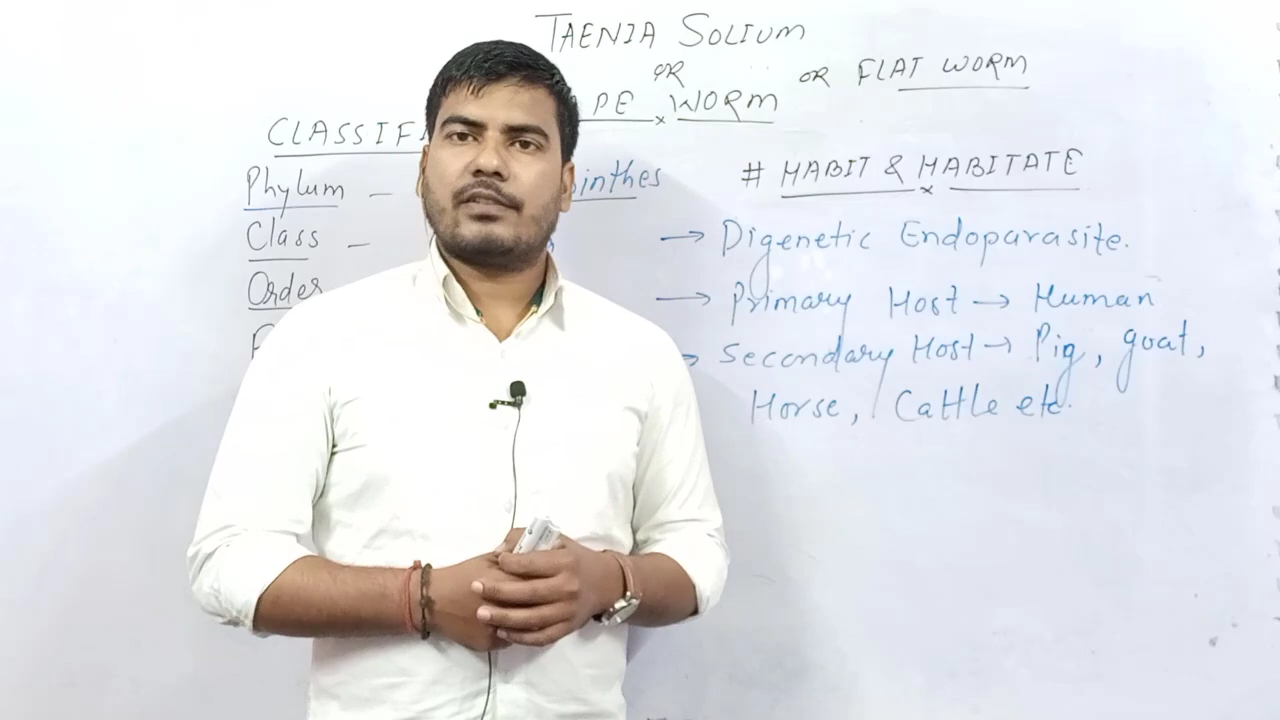 TAENIA SOLIUM
OR
PE WORM OR FLAT WORM
CLASSIFI
Phylum – inthes
Class –
Order
# HABIT & HABITATE
→ Digenetic Endoparasite.
→ Primary Host → Human
→ Secondary Host → Pig, goat,
Horse, Cattle etc.